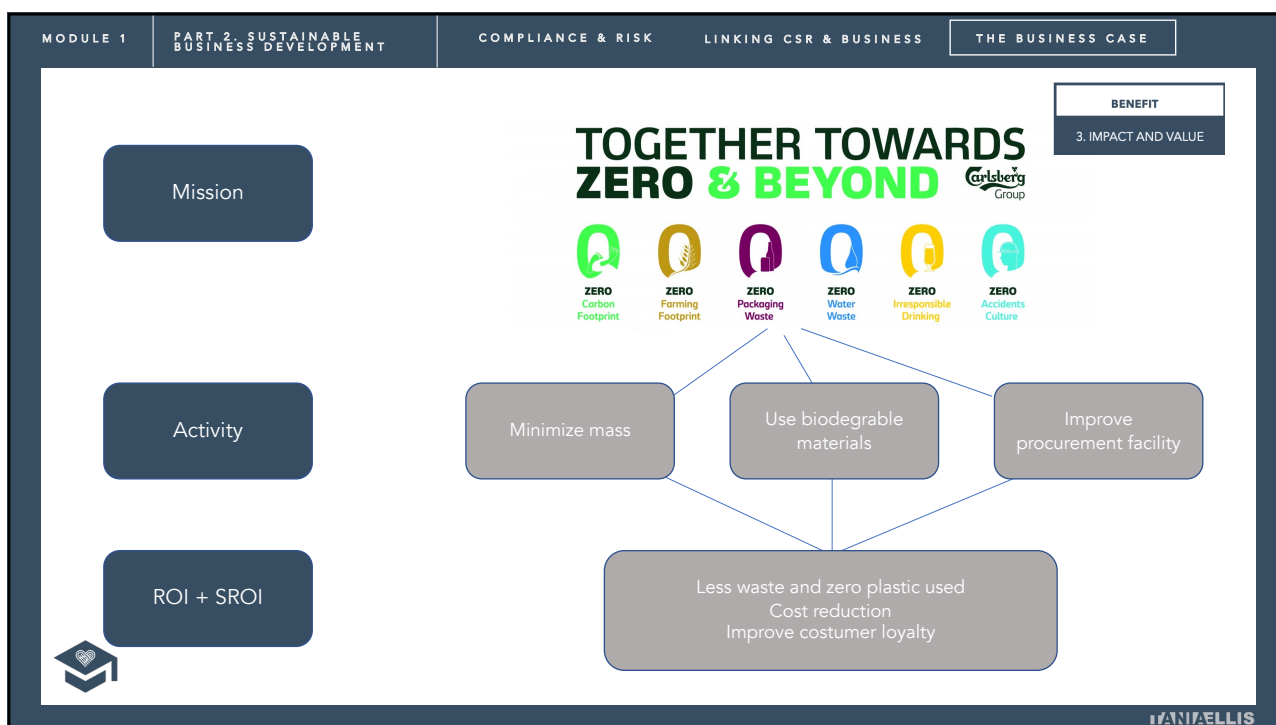 MODULE 1
PART 2. SUSTAINABLE
BUSINESS DEVELOPMENT
COMPLIANCE & RISK
LINKING CSR & BUSINESS
THE BUSINESS CASE
BENEFIT
3. IMPACT AND VALUE
Mission
TOGETHER TOWARDS
ZERO & BEYOND
Carlsberg
Group
ZERO
Carbon
Footprint
ZERO
Farming
Footprint
ZERO
Packaging
Waste
ZERO
Water
Waste
ZERO
Irresponsible
Drinking
ZERO
Accidents
Culture
Activity
Minimize mass
Use biodegrable
materials
Improve
procurement facility
ROI + SROI
Less waste and zero plastic used
Cost reduction
Improve costumer loyalty
TANIAELLIS